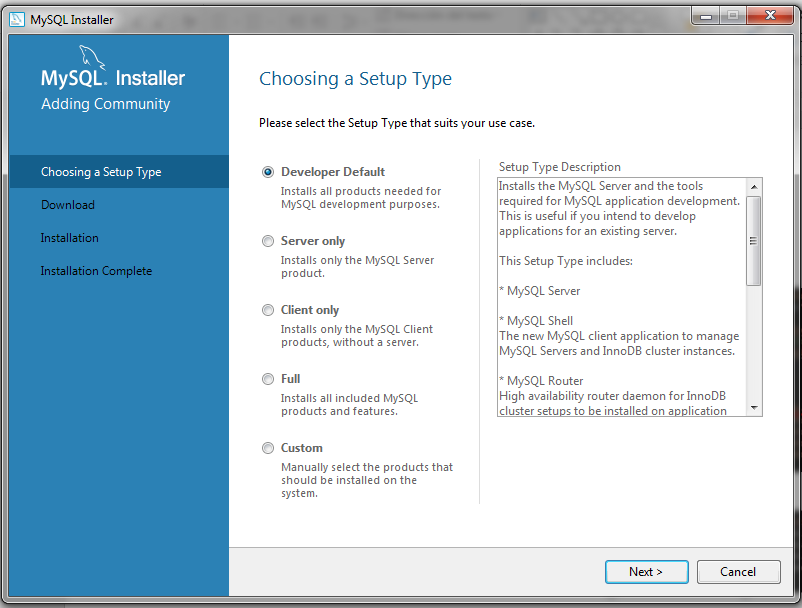 MySQL Installer
MySQL. Installer
Adding Community
Choosing a Setup Type
Download
Installation
Installation Complete
Choosing a Setup Type
Please select the Setup Type that suits your use case.
Developer Default
Installs all products needed for
MySQL development purposes.
Server only
Installs only the MySQL Server
product.
Client only
Installs only the MySQL Client
products, without a server.
Full
Installs all included MySQL
products and features.
Custom
Manually select the products that
should be installed on the
system.
Setup Type Description
Installs the MySQL Server and the tools
required for MySQL application development.
This is useful if you intend to develop
applications for an existing server.
This Setup Type includes:
* MySQL Server
* MySQL Shell
The new MySQL client application to manage
MySQL Servers and InnoDB cluster instances.
* MySQL Router
High availability router daemon for InnoDB
cluster setups to be installed on application
Next >
Cancel